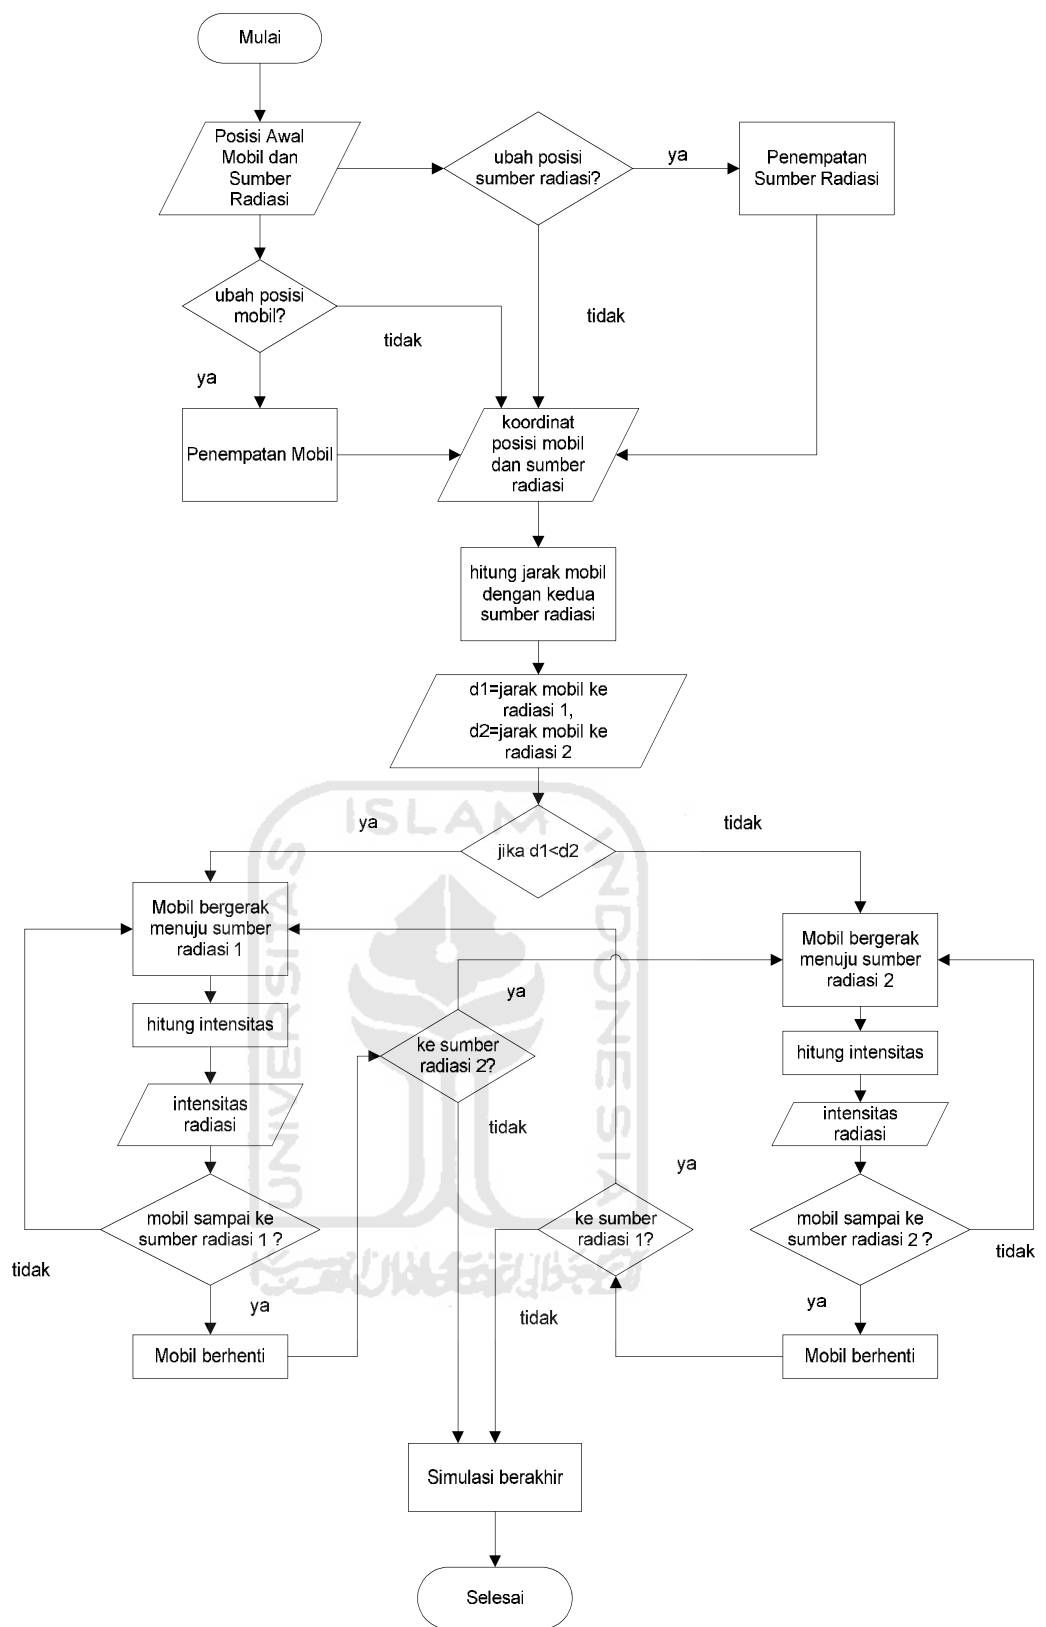 Mulai
Posisi Awal
Mobil dan
Sumber
Radiasi
ubah posisi
sumber radiasi?
ya
Penempatan
Sumber Radiasi
ubah posisi
mobil?
tidak
tidak
ya
Penempatan Mobil
koordinat
posisi mobil
dan sumber
radiasi
hitung jarak mobil
dengan kedua
sumber radiasi
d1=jarak mobil ke
radiasi 1,
d2=jarak mobil ke
radiasi 2
ya
jika d1<d2
tidak
UNIVERSITAS
ISLAM
INDONESIA
Mobil bergerak
menuju sumber
radiasi 1
Mobil bergerak
menuju sumber
radiasi 2
ya
hitung intensitas
ke sumber
radiasi 2?
hitung intensitas
intensitas
radiasi
tidak
intensitas
radiasi
ya
mobil sampai ke
sumber radiasi 1 ?
ke sumber
radiasi 1?
mobil sampai ke
sumber radiasi 2 ?
tidak
tidak
ya
tidak
ya
Mobil berhenti
Mobil berhenti
Simulasi berakhir
Selesai